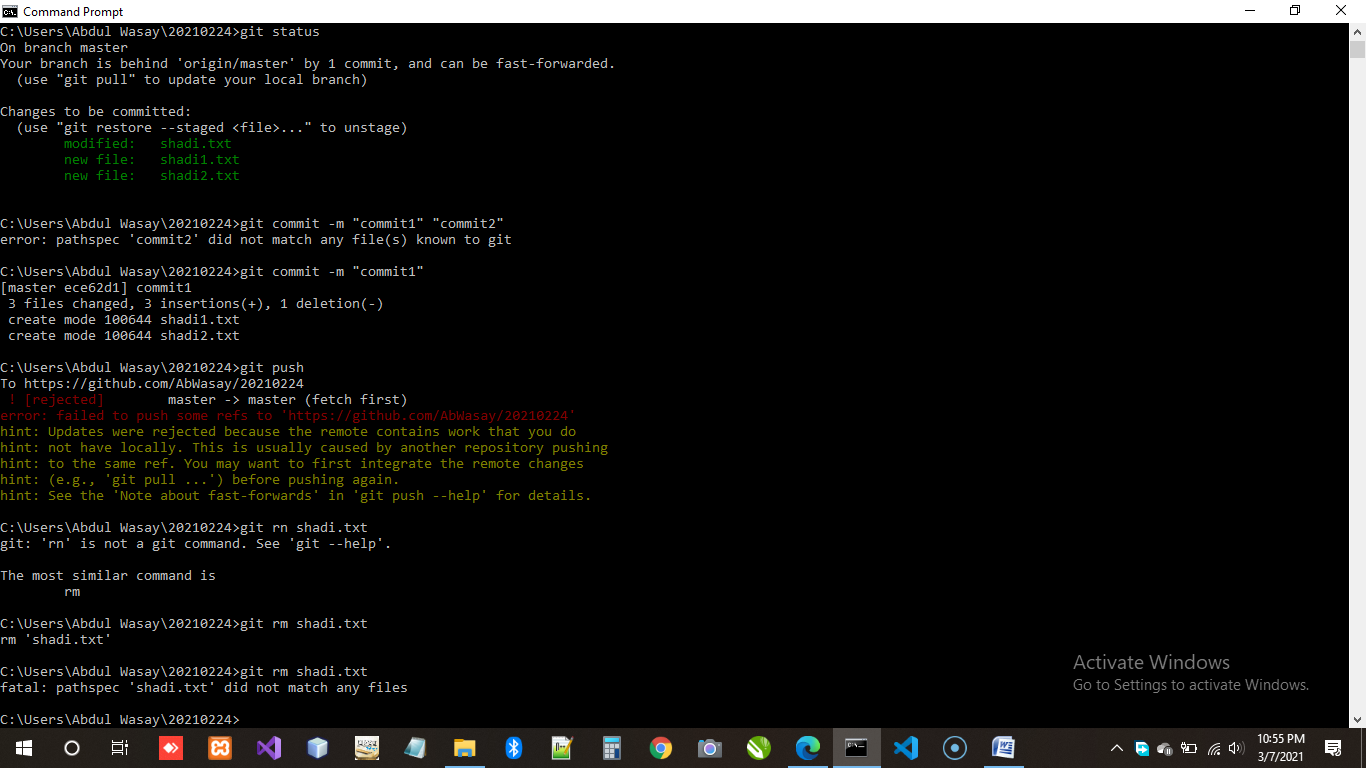 Command Prompt
C:\Users\Abdul Wasay\20210224>git status
On branch master
Your branch is behind 'origin/master' by 1 commit, and can be fast-forwarded.
  (use "git pull" to update your local branch)
Changes to be committed:
  (use "git restore --staged <file>..." to unstage)
        modified:   shadi.txt
        new file:   shadi1.txt
        new file:   shadi2.txt
C:\Users\Abdul Wasay\20210224>git commit -m "commit1" "commit2"
error: pathspec 'commit2' did not match any file(s) known to git
C:\Users\Abdul Wasay\20210224>git commit -m "commit1"
[master ece62d1] commit1
 3 files changed, 3 insertions(+), 1 deletion(-)
 create mode 100644 shadi1.txt
 create mode 100644 shadi2.txt
C:\Users\Abdul Wasay\20210224>git push
To https://github.com/AbWasay/20210224
 ! [rejected]        master -> master (fetch first)
error: failed to push some refs to 'https://github.com/AbWasay/20210224'
hint: Updates were rejected because the remote contains work that you do
hint: not have locally. This is usually caused by another repository pushing
hint: to the same ref. You may want to first integrate the remote changes
hint: (e.g., 'git pull ...') before pushing again.
hint: See the 'Note about fast-forwards' in 'git push --help' for details.
C:\Users\Abdul Wasay\20210224>git rn shadi.txt
git: 'rn' is not a git command. See 'git --help'.
The most similar command is
        rm
C:\Users\Abdul Wasay\20210224>git rm shadi.txt
rm 'shadi.txt'
C:\Users\Abdul Wasay\20210224>git rm shadi.txt
fatal: pathspec 'shadi.txt' did not match any files
C:\Users\Abdul Wasay\20210224>
Activate Windows
Go to Settings to activate Windows.
10:55 PM
3/7/2021